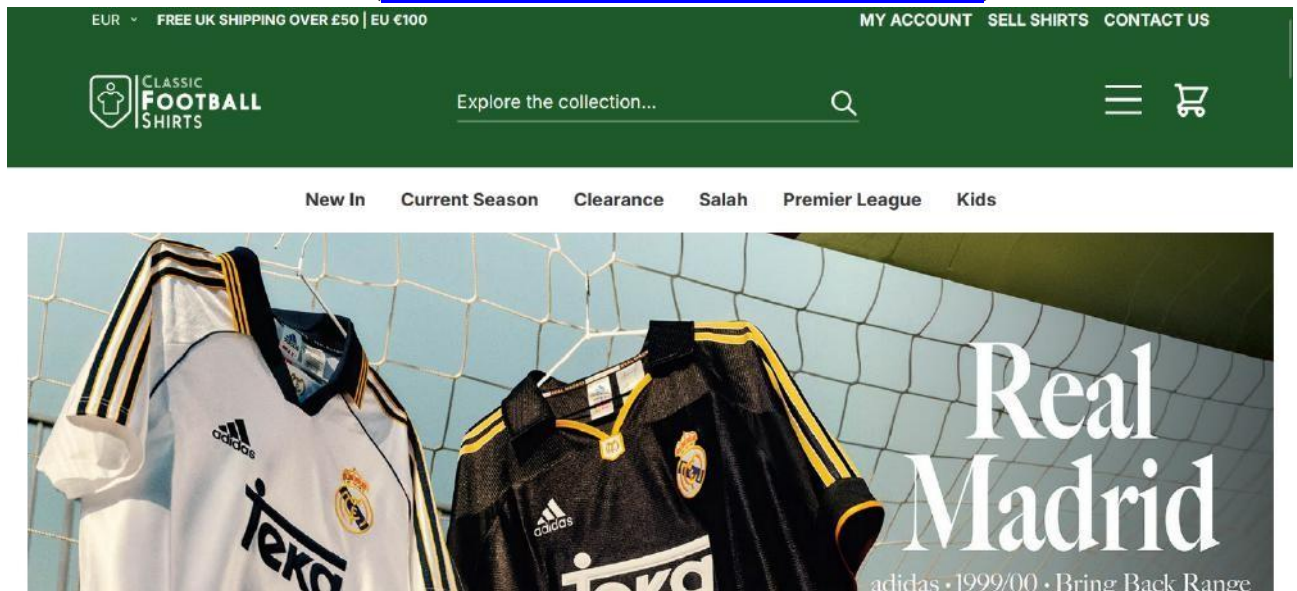 EUR FREE UK SHIPPING OVER £50 | EU €100
MY ACCOUNT SELL SHIRTS CONTACT US
CLASSIC
FOOTBALL
SHIRTS
Explore the collection...
New In Current Season Clearance Salah Premier League Kids
adidas
Teka
adidas
Teka
Real
Madrid
adidas • 1999/00 • Bring Back Range